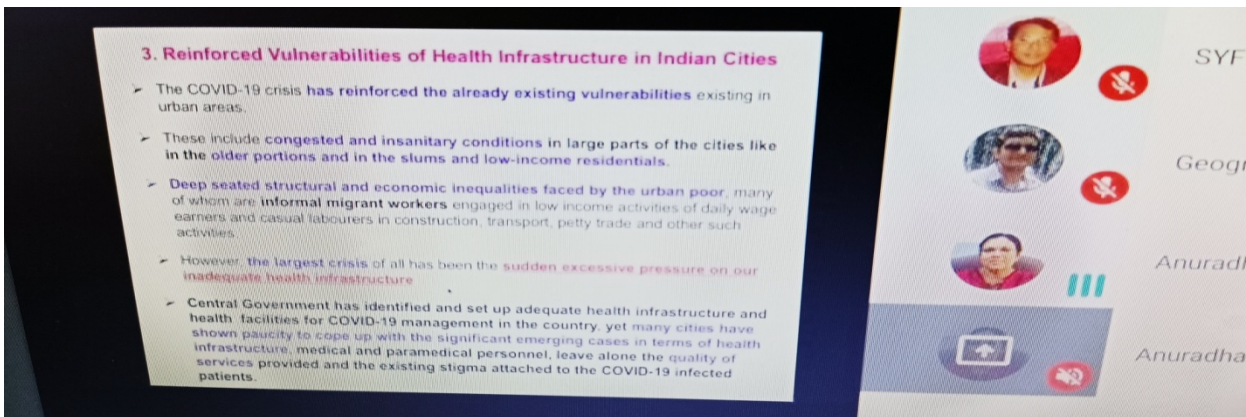 3. Reinforced Vulnerabilities of Health Infrastructure in Indian Cities
➤ The COVID-19 crisis has reinforced the already existing vulnerabilities existing in
urban areas.
➤ These include congested and insanitary conditions in large parts of the cities like
in the older portions and in the slums and low-income residentials.
➤ Deep seated structural and economic inequalities faced by the urban poor, many
of whom are informal migrant workers engaged in low income activities of daily wage
earners and casual labourers in construction, transport, petty trade and other such
activities.
➤ However, the largest crisis of all has been the sudden excessive pressure on our
inadequate health infrastructure
➤ Central Government has identified and set up adequate health infrastructure and
health facilities for COVID-19 management in the country, yet many cities have
shown paucity to cope up with the significant emerging cases in terms of health
infrastructure, medical and paramedical personnel, leave alone the quality of
services provided and the existing stigma attached to the COVID-19 infected
patients.
SYF
Geogr
Anuradh
Anuradha